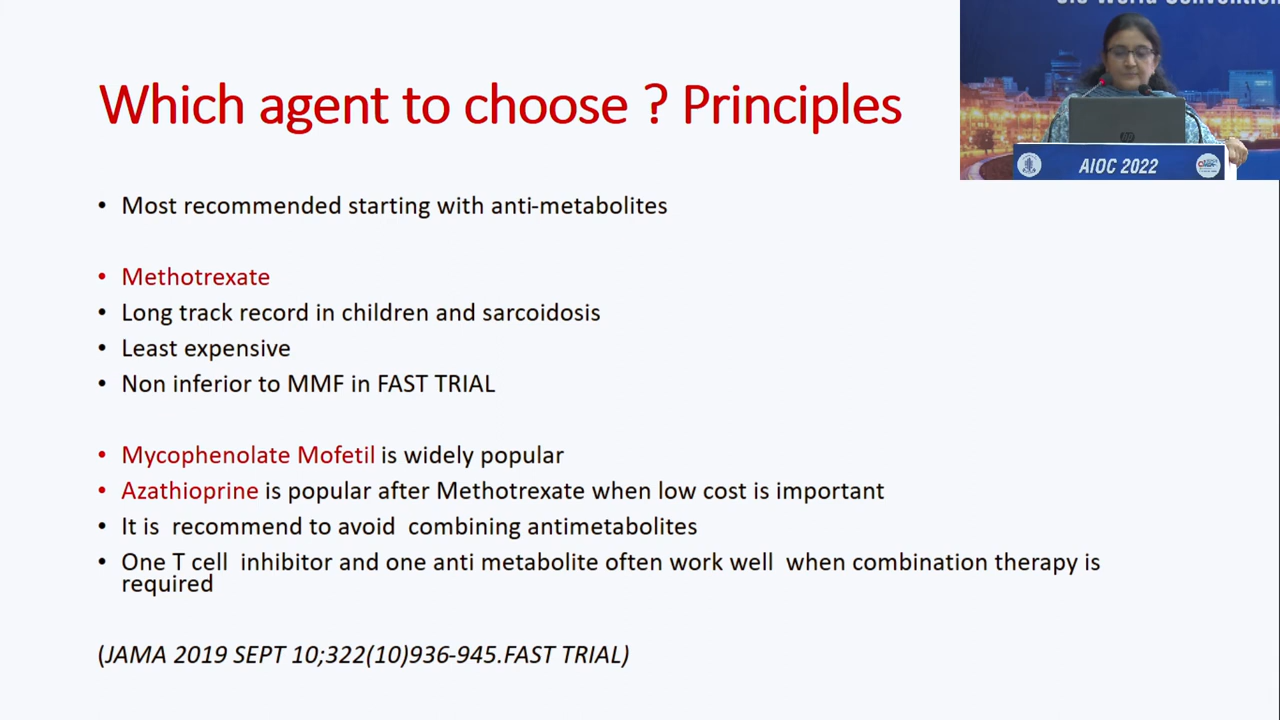 Which agent to choose ? Principles
• Most recommended starting with anti-metabolites
• Methotrexate
• Long track record in children and sarcoidosis
• Least expensive
• Non inferior to MMF in FAST TRIAL
• Mycophenolate Mofetil is widely popular
• Azathioprine is popular after Methotrexate when low cost is important
• It is  recommend to avoid  combining antimetabolites
• One T cell  inhibitor and one anti metabolite often work well  when combination therapy is
required
(JAMA 2019 SEPT 10;322(10)936-945.FAST TRIAL)
World Convention
hp
AIOC 2022